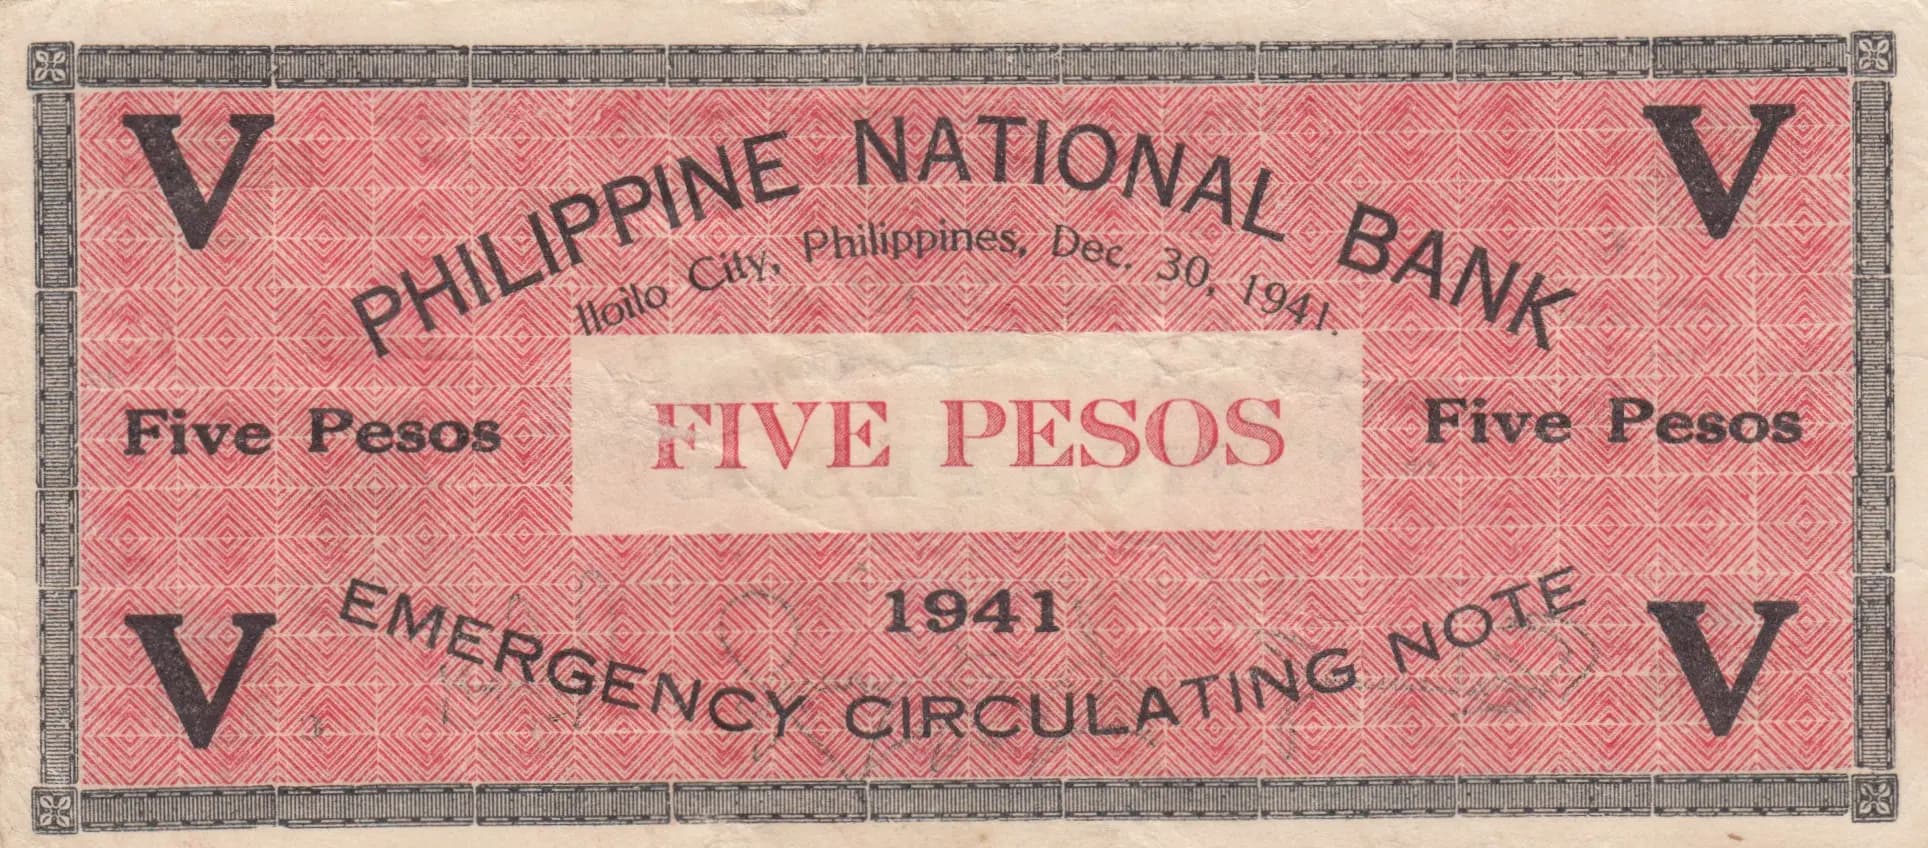 V V
PHILIPPINE NATIONAL BANK
Iloilo City, Philippines, Dec. 30, 1941.
Five Pesos FIVE PESOS Five Pesos
1941
EMERGENCY CIRCULATING NOTE
V V